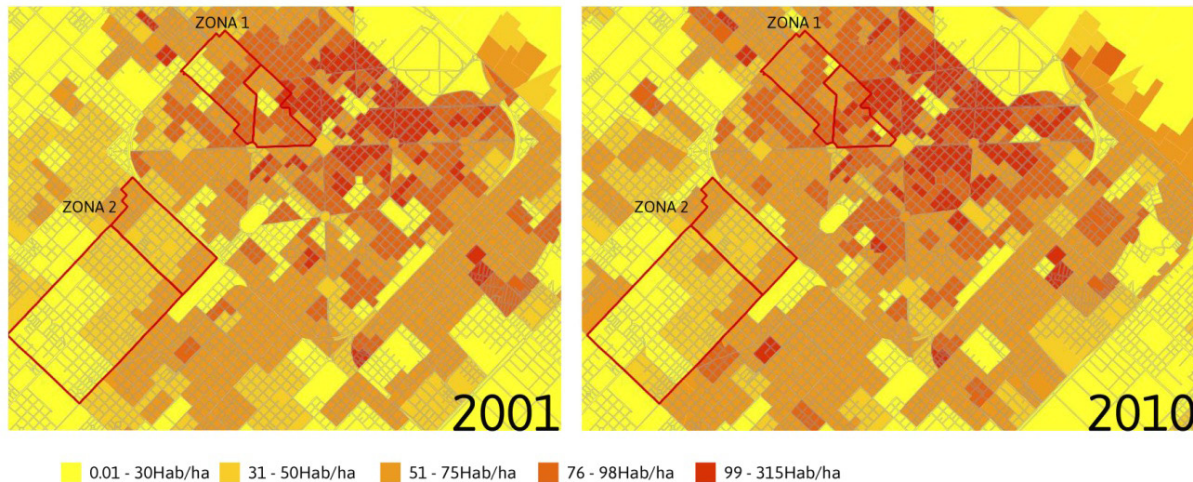 ZONA 1
ZONA 2
2001
ZONA 1
ZONA 2
2010
0.01 - 30Hab/ha
31 - 50Hab/ha
51 - 75Hab/ha
76 - 98Hab/ha
99 - 315Hab/ha